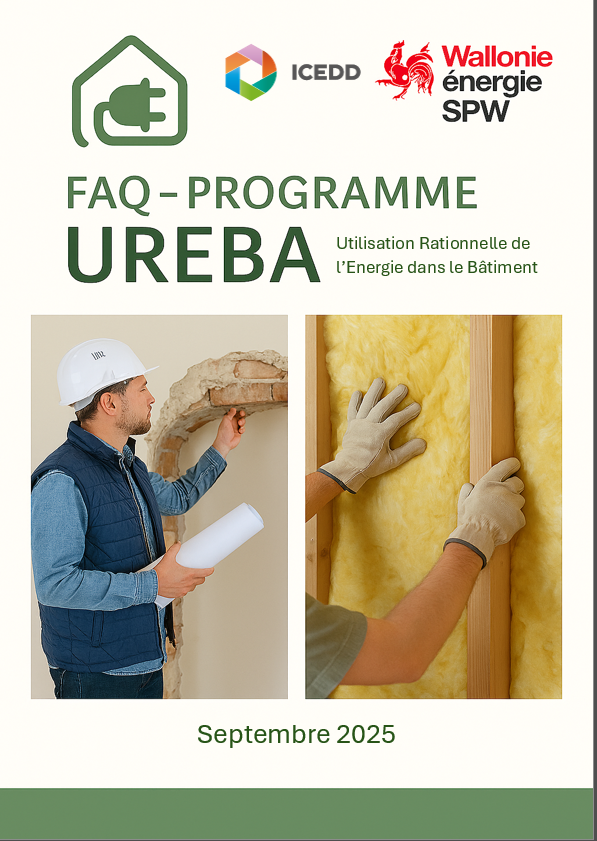 ICEDD
Wallonie
énergie
SPW
FAQ – PROGRAMME
UREBA
Utilisation Rationnelle de
l’Energie dans le Bâtiment
Septembre 2025